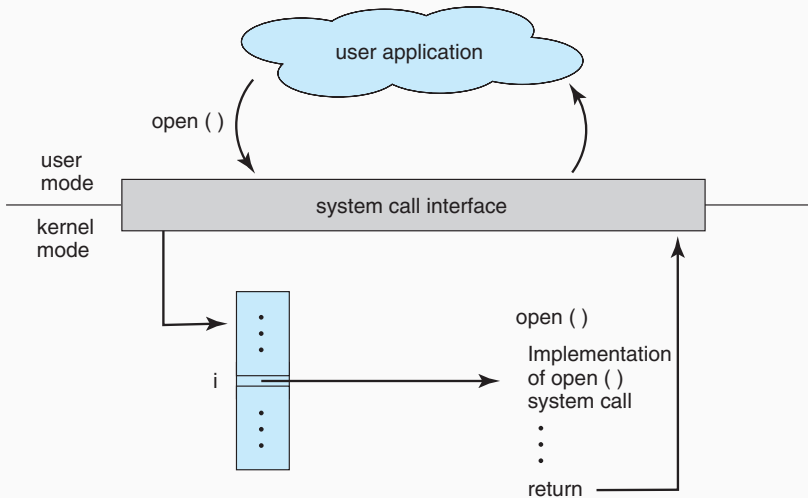 user application
open ( )
user
mode
system call interface
kernel
mode
open ( )
i
Implementation
of open ( )
system call
return